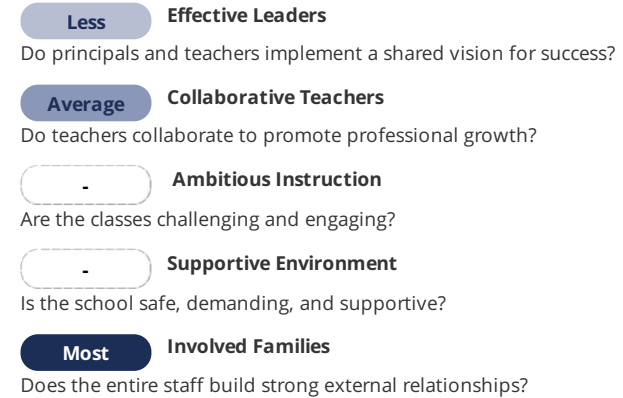 Less Effective Leaders
Do principals and teachers implement a shared vision for success?
Average Collaborative Teachers
Do teachers collaborate to promote professional growth?
- Ambitious Instruction
Are the classes challenging and engaging?
- Supportive Environment
Is the school safe, demanding, and supportive?
Most Involved Families
Does the entire staff build strong external relationships?